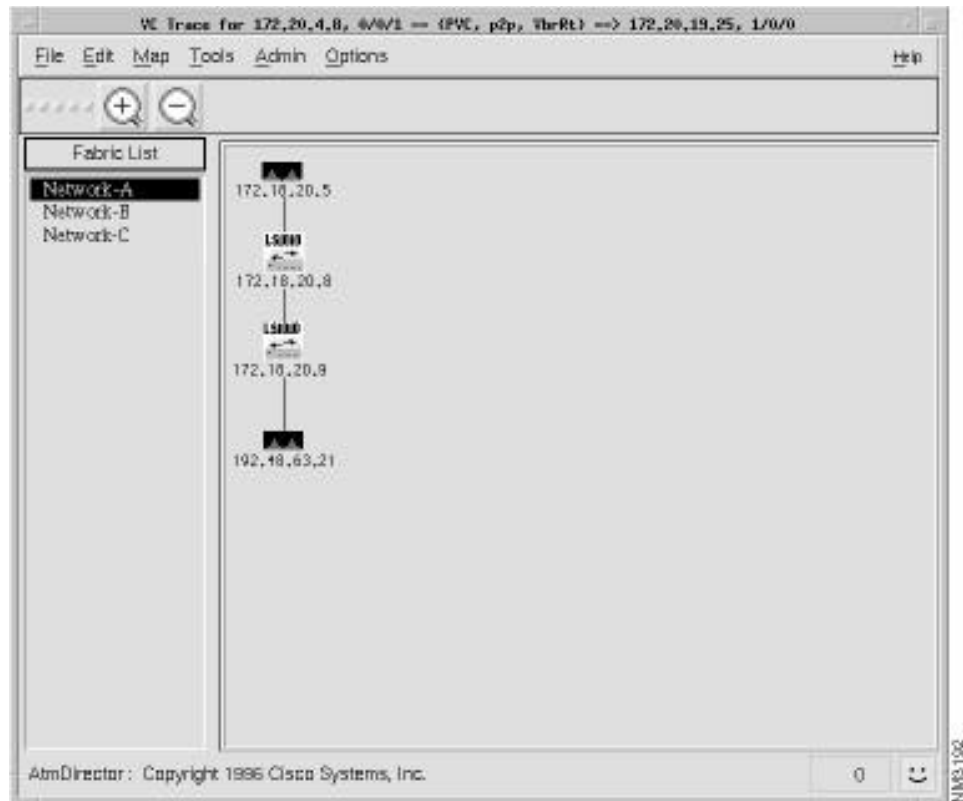 VC Trace for 172.20.4.8, 0/0/1 -- (PVC, p2p, VbrRt) ==> 172.20.19.25, 1/0/0
File Edit Map Tools Admin Options Help
Fabric List
Network-A
Network-B
Network-C
172.18.20.5
LS1010
172.18.20.8
LS1010
172.18.20.9
192.48.63.21
AtmDirector: Copyright 1996 Cisco Systems, Inc.
0
NM3192